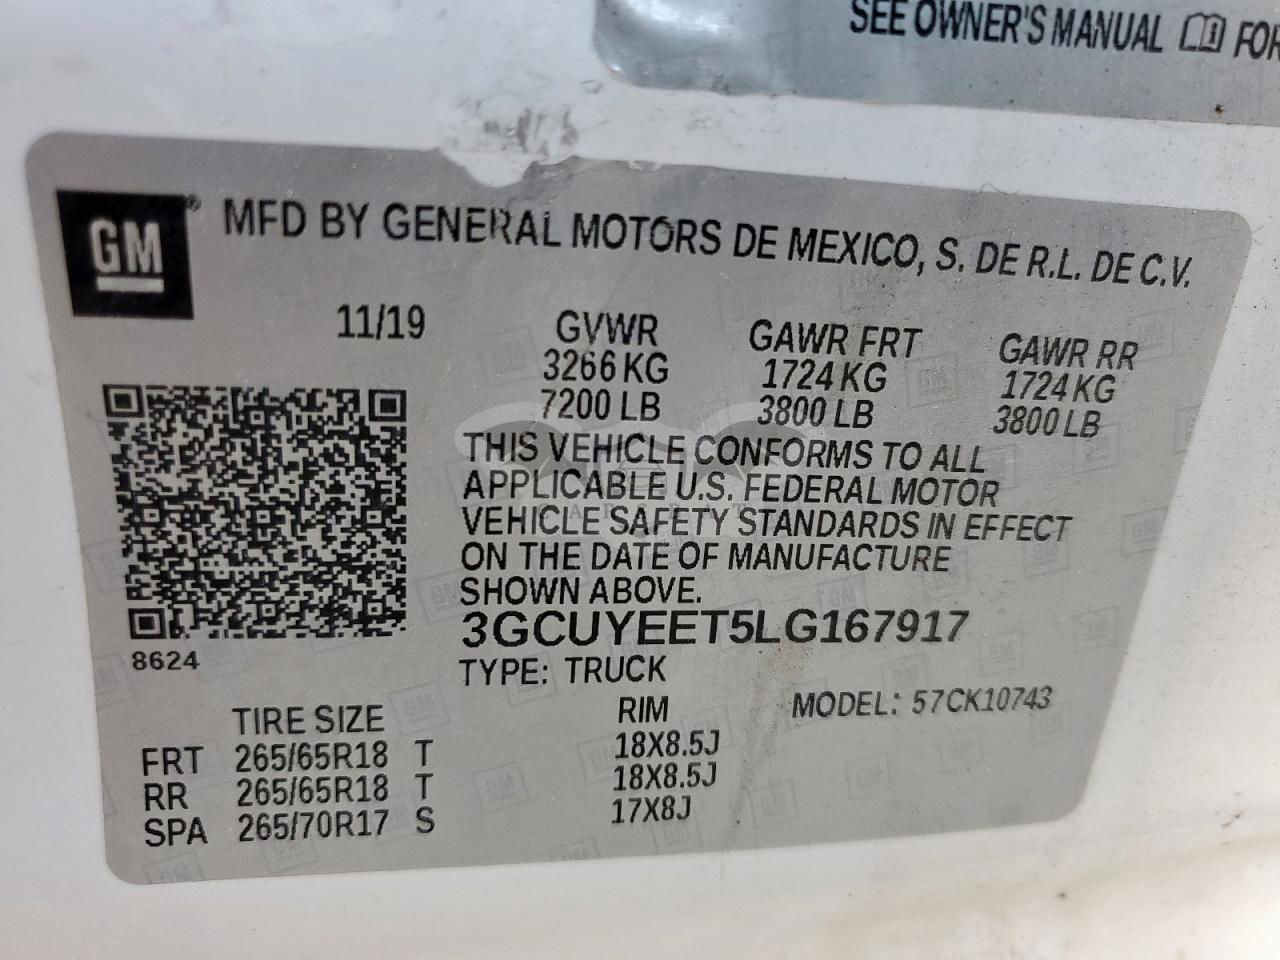 SEE OWNER'S MANUAL FOR
GM ® MFD BY GENERAL MOTORS DE MEXICO, S. DE R.L. DE C.V.
11/19 GVWR GAWR FRT GAWR RR
3266 KG 1724 KG 1724 KG
7200 LB 3800 LB 3800 LB
THIS VEHICLE CONFORMS TO ALL
APPLICABLE U.S. FEDERAL MOTOR
VEHICLE SAFETY STANDARDS IN EFFECT
ON THE DATE OF MANUFACTURE
SHOWN ABOVE.
3GCUYEET5LG167917
8624
TYPE: TRUCK
MODEL: 57CK10743
TIRE SIZE RIM
FRT 265/65R18 T 18X8.5J
RR 265/65R18 T 18X8.5J
SPA 265/70R17 S 17X8J